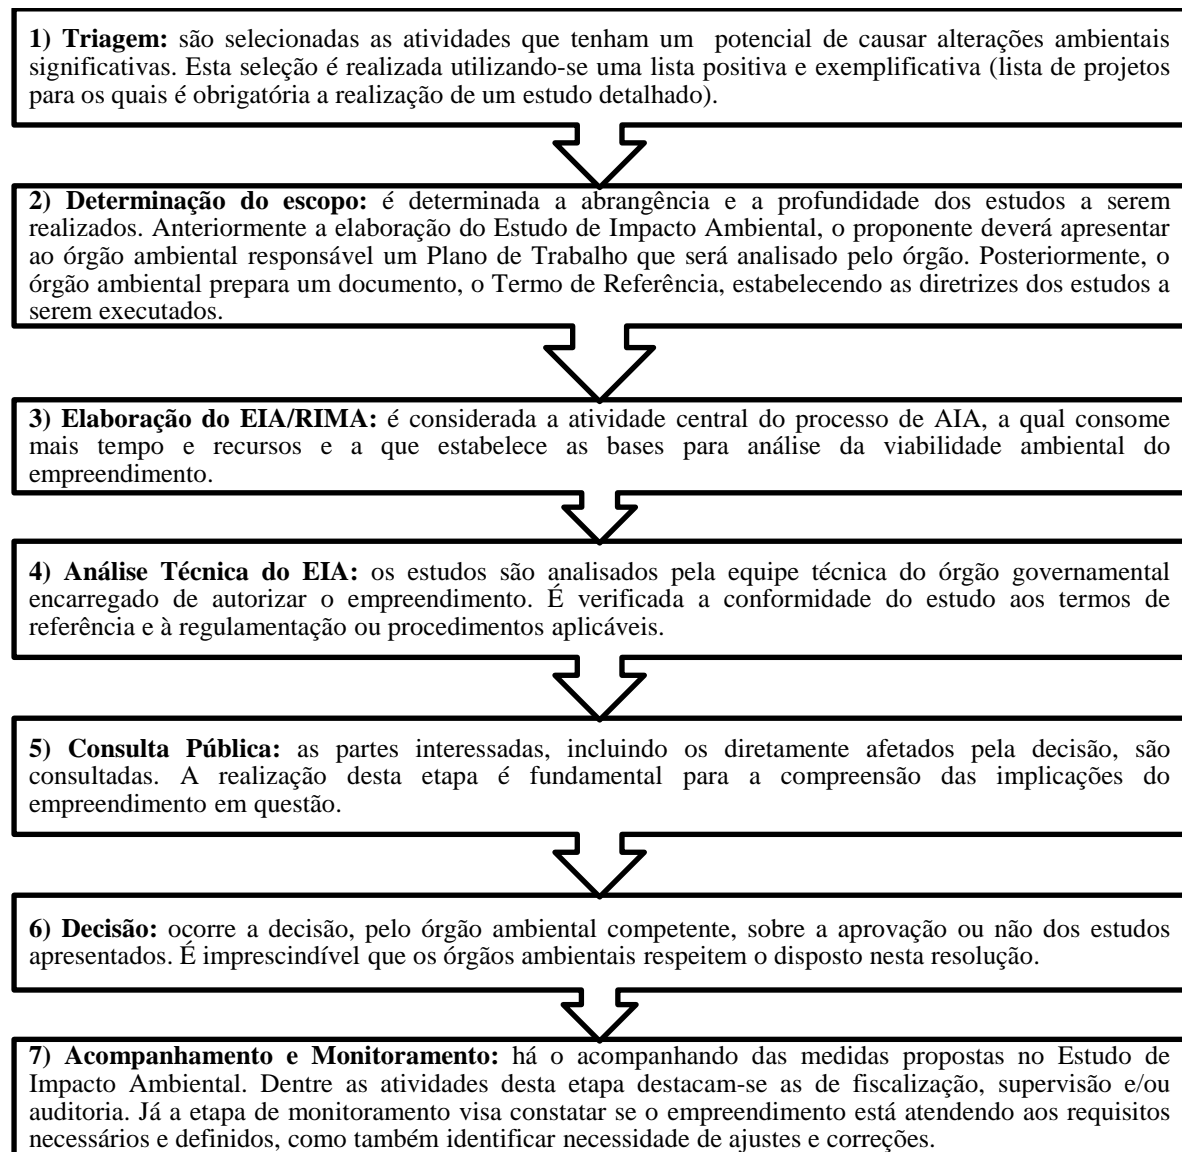 1) Triagem: são selecionadas as atividades que tenham um potencial de causar alterações ambientais
significativas. Esta seleção é realizada utilizando-se uma lista positiva e exemplificativa (lista de projetos
para os quais é obrigatória a realização de um estudo detalhado).
2) Determinação do escopo: é determinada a abrangência e a profundidade dos estudos a serem
realizados. Anteriormente a elaboração do Estudo de Impacto Ambiental, o proponente deverá apresentar
ao órgão ambiental responsável um Plano de Trabalho que será analisado pelo órgão. Posteriormente, o
órgão ambiental prepara um documento, o Termo de Referência, estabelecendo as diretrizes dos estudos a
serem executados.
3) Elaboração do EIA/RIMA: é considerada a atividade central do processo de AIA, a qual consome
mais tempo e recursos e a que estabelece as bases para análise da viabilidade ambiental do
empreendimento.
4) Análise Técnica do EIA: os estudos são analisados pela equipe técnica do órgão governamental
encarregado de autorizar o empreendimento. É verificada a conformidade do estudo aos termos de
referência e à regulamentação ou procedimentos aplicáveis.
5) Consulta Pública: as partes interessadas, incluindo os diretamente afetados pela decisão, são
consultadas. A realização desta etapa é fundamental para a compreensão das implicações do
empreendimento em questão.
6) Decisão: ocorre a decisão, pelo órgão ambiental competente, sobre a aprovação ou não dos estudos
apresentados. É imprescindível que os órgãos ambientais respeitem o disposto nesta resolução.
7) Acompanhamento e Monitoramento: há o acompanhando das medidas propostas no Estudo de
Impacto Ambiental. Dentre as atividades desta etapa destacam-se as de fiscalização, supervisão e/ou
auditoria. Já a etapa de monitoramento visa constatar se o empreendimento está atendendo aos requisitos
necessários e definidos, como também identificar necessidade de ajustes e correções.